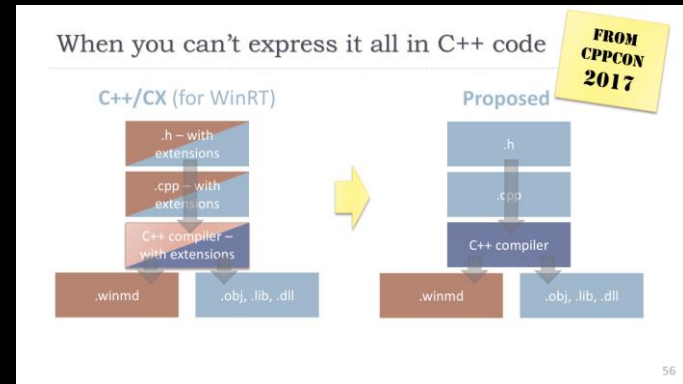 When you can't express it all in C++ code
FROM
CPPCON
2017
C++/CX (for WinRT)
.h – with
extensions
.cpp – with
extensions
C++ compiler –
with extensions
.winmd
.obj, .lib, .dll
Proposed
.h
.cpp
C++ compiler
.winmd
.obj, .lib, .dll
56